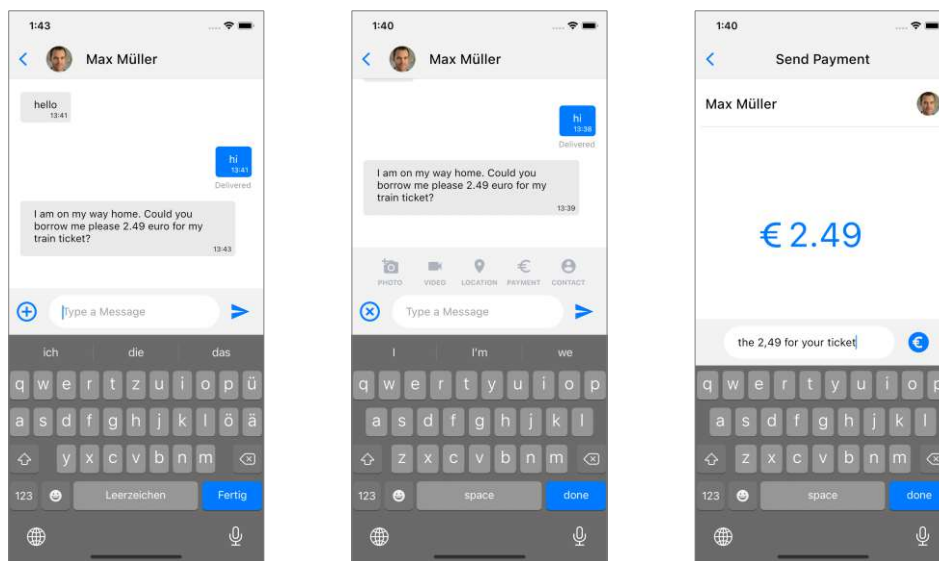 1:43
Max Müller
hello
13:41
hi
13:41
Delivered
I am on my way home. Could you
borrow me please 2.49 euro for my
train ticket?
13:43
Type a Message
ich die das
q w e r t z u i o p ü
a s d f g h j k l ö ä
y x c v b n m
123 Leerzeichen Fertig
1:40
Max Müller
hi
13:38
Delivered
I am on my way home. Could you
borrow me please 2.49 euro for my
train ticket?
13:39
PHOTO VIDEO LOCATION PAYMENT CONTACT
Type a Message
I I'm we
q w e r t y u i o p
a s d f g h j k l
z x c v b n m
123 space done
1:40
Send Payment
Max Müller
€ 2.49
the 2,49 for your ticket
€
q w e r t y u i o p
a s d f g h j k l
z x c v b n m
123 space done